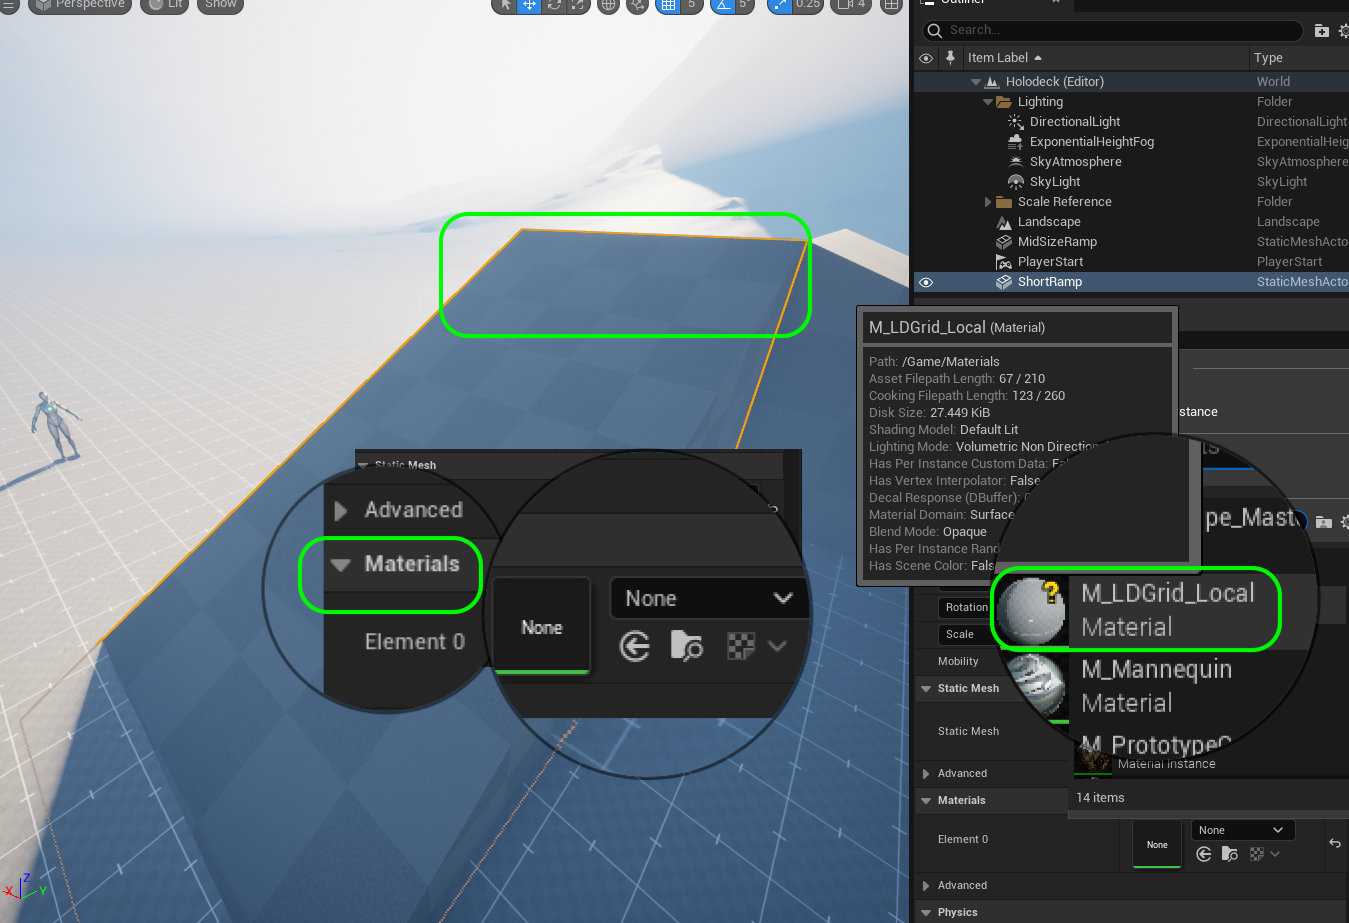 Perspective
Lit
Show
5
5°
0.25
4
Outliner
Search...
Item Label
Type
Holodeck (Editor)
World
Lighting
Folder
DirectionalLight
DirectionalLight
ExponentialHeightFog
ExponentialHeig
SkyAtmosphere
SkyAtmosphere
SkyLight
SkyLight
Scale Reference
Folder
Landscape
Landscape
MidSizeRamp
StaticMeshActo
PlayerStart
PlayerStart
ShortRamp
StaticMeshActo
M_LDGrid_Local (Material)
Path: /Game/Materials
Asset Filepath Length: 67 / 210
Cooking Filepath Length: 123 / 260
Disk Size: 27.449 KiB
Shading Model: Default Lit
Lighting Mode: Volumetric Non Direction
Has Per Instance Custom Data: Fa
Has Vertex Interpolator: False
Decal Response (DBuffer):
Material Domain: Surface
Blend Mode: Opaque
Has Per Instance Rand
Has Scene Color: Fals
stance
pe_Mast
M_LDGrid_Local
Material
M_Mannequin
Material
M_Prototype
Material Instance
14 items
Static Mesh
Advanced
Materials
Element 0
None
None
Rotation
Scale
Mobility
Static Mesh
Static Mesh
Advanced
Materials
Element 0
None
None
Advanced
Physics
X
Z
Y